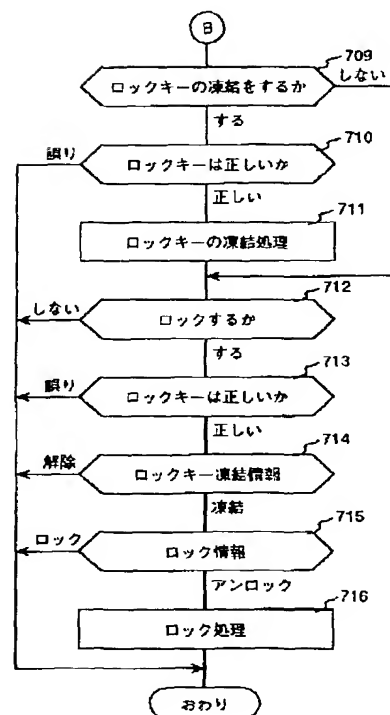 B
709
ロックキーの凍結をするか
しない
する
710
誤り
ロックキーは正しいか
正しい
711
ロックキーの凍結処理
712
しない
ロックするか
する
713
誤り
ロックキーは正しいか
正しい
714
解除
ロックキー凍結情報
凍結
715
ロック
ロック情報
アンロック
716
ロック処理
おわり